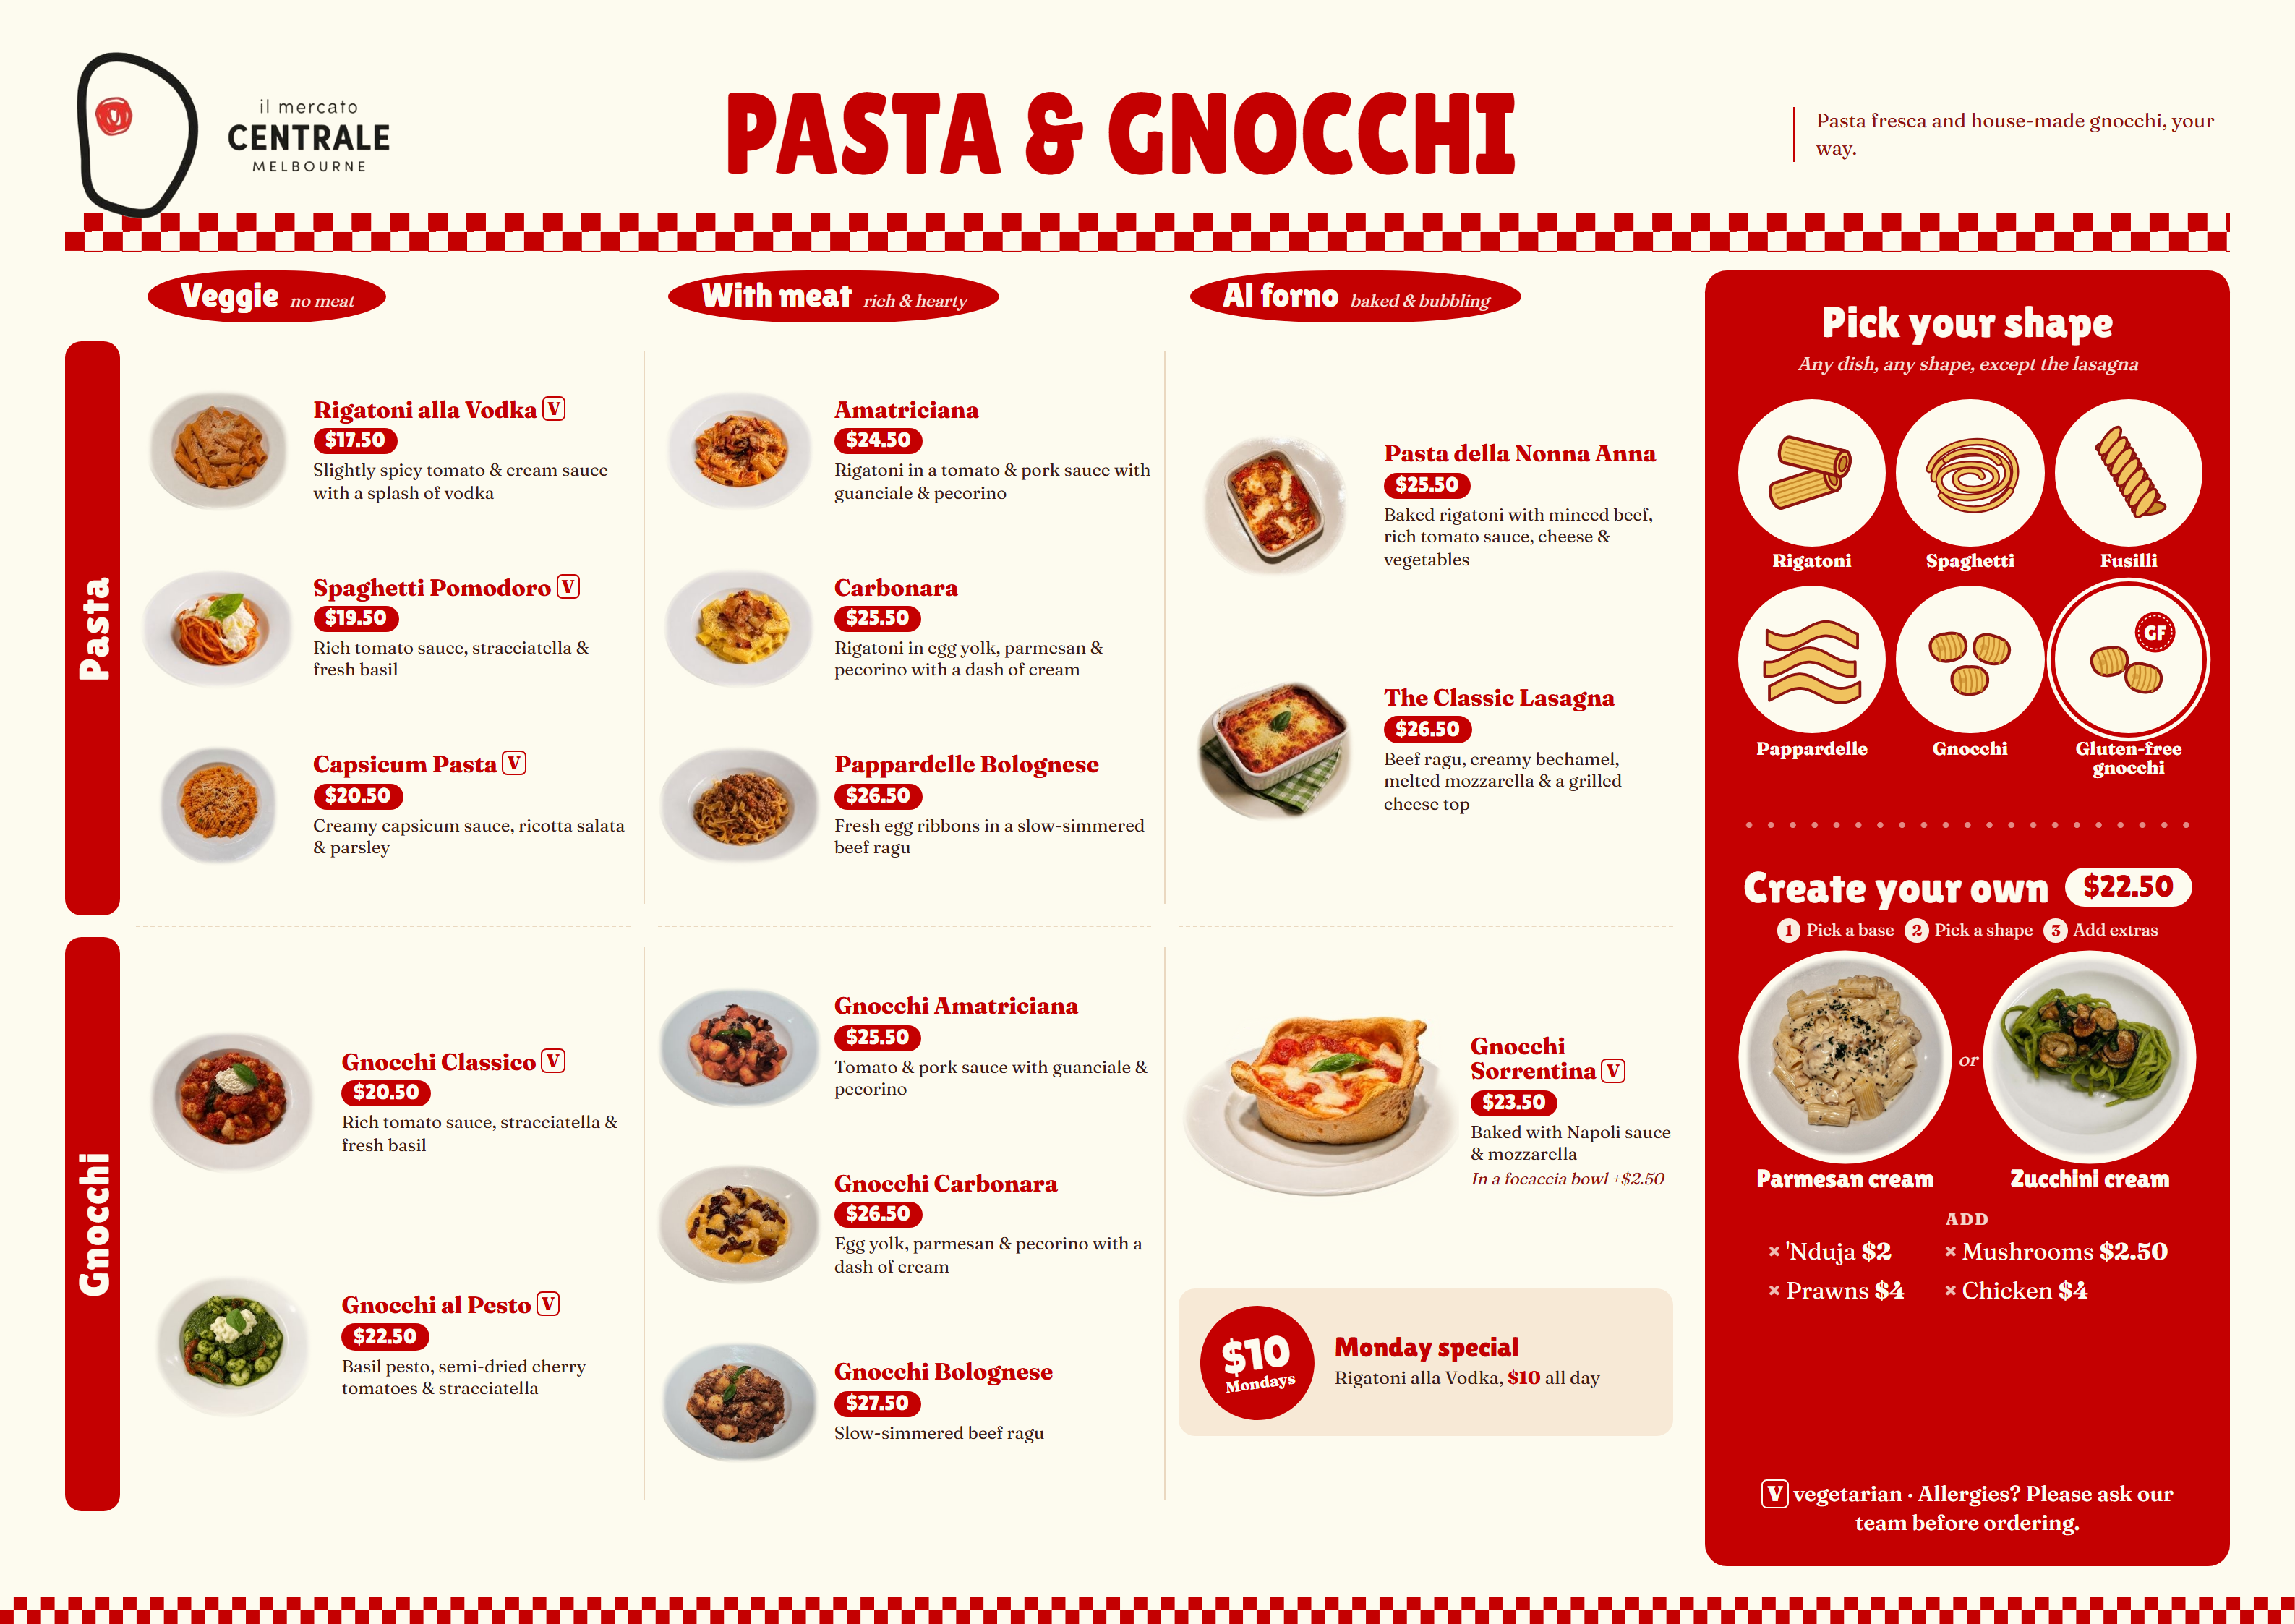 il mercato
CENTRALE
MELBOURNE
PASTA & GNOCCHI
Pasta fresca and house-made gnocchi, your
way.
Veggie no meat
With meat rich & hearty
Al forno baked & bubbling
Pasta
Rigatoni alla Vodka V
$17.50
Slightly spicy tomato & cream sauce
with a splash of vodka
Spaghetti Pomodoro V
$19.50
Rich tomato sauce, stracciatella &
fresh basil
Capsicum Pasta V
$20.50
Creamy capsicum sauce, ricotta salata
& parsley
Amatriciana
$24.50
Rigatoni in a tomato & pork sauce with
guanciale & pecorino
Carbonara
$25.50
Rigatoni in egg yolk, parmesan &
pecorino with a dash of cream
Pappardelle Bolognese
$26.50
Fresh egg ribbons in a slow-simmered
beef ragu
Pasta della Nonna Anna
$25.50
Baked rigatoni with minced beef,
rich tomato sauce, cheese &
vegetables
The Classic Lasagna
$26.50
Beef ragu, creamy bechamel,
melted mozzarella & a grilled
cheese top
Gnocchi
Gnocchi Classico V
$20.50
Rich tomato sauce, stracciatella &
fresh basil
Gnocchi al Pesto V
$22.50
Basil pesto, semi-dried cherry
tomatoes & stracciatella
Gnocchi Amatriciana
$25.50
Tomato & pork sauce with guanciale &
pecorino
Gnocchi Carbonara
$26.50
Egg yolk, parmesan & pecorino with a
dash of cream
Gnocchi Bolognese
$27.50
Slow-simmered beef ragu
Gnocchi
Sorrentina V
$23.50
Baked with Napoli sauce
& mozzarella
In a focaccia bowl +$2.50
$10
Mondays
Monday special
Rigatoni alla Vodka, $10 all day
Pick your shape
Any dish, any shape, except the lasagna
Rigatoni
Spaghetti
Fusilli
Pappardelle
Gnocchi
GF
Gluten-free
gnocchi
Create your own $22.50
1 Pick a base 2 Pick a shape 3 Add extras
or
Parmesan cream
Zucchini cream
ADD
× 'Nduja $2
× Mushrooms $2.50
× Prawns $4
× Chicken $4
V vegetarian · Allergies? Please ask our
team before ordering.